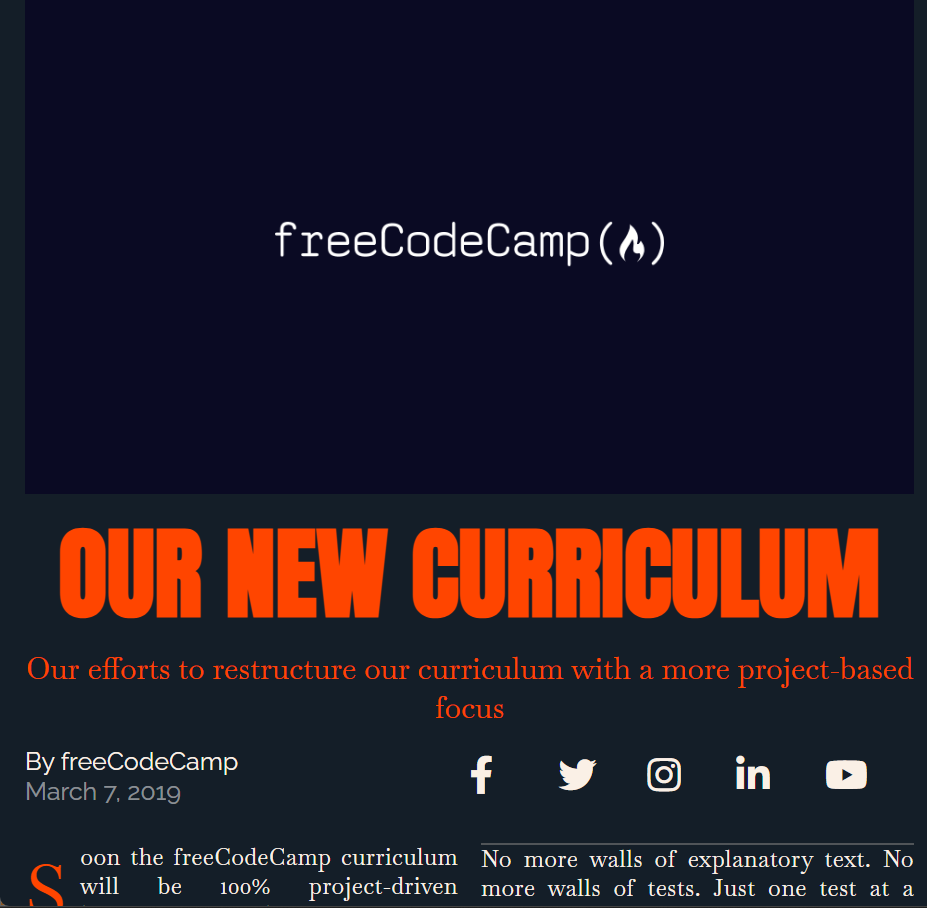 freeCodeCamp(🔥)
OUR NEW CURRICULUM
Our efforts to restructure our curriculum with a more project-based
focus
By freeCodeCamp
March 7, 2019
Soon the freeCodeCamp curriculum
will be 100% project-driven
No more walls of explanatory text. No
more walls of tests. Just one test at a